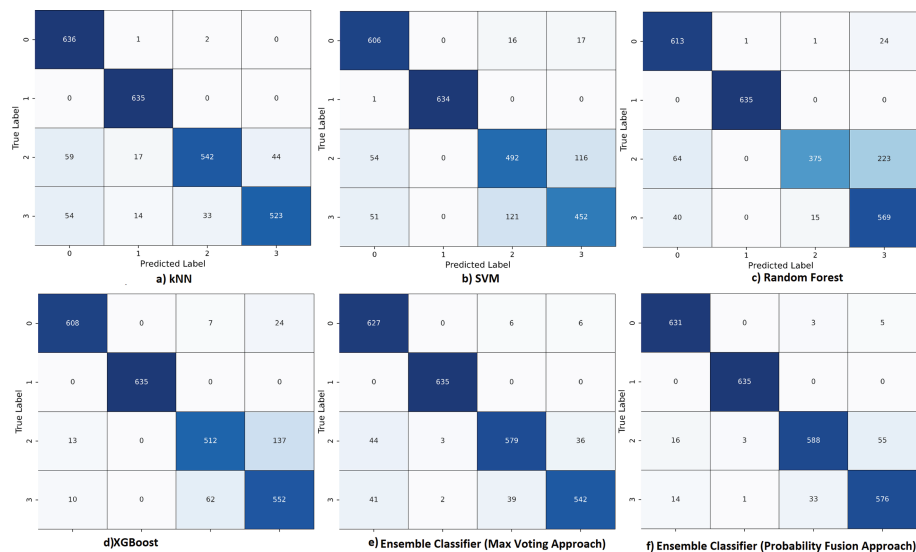 0 636 1 2 0
1 0 635 0 0
2 59 17 542 44
3 54 14 33 523
0 1 2 3
True Label
Predicted Label
a) kNN
0 606 0 16 17
1 1 634 0 0
2 54 0 492 116
3 51 0 121 452
0 1 2 3
True Label
Predicted Label
b) SVM
0 613 1 1 24
1 0 635 0 0
2 64 0 375 223
3 40 0 15 569
0 1 2 3
True Label
Predicted Label
c) Random Forest
0 608 0 7 24
1 0 635 0 0
2 13 0 512 137
3 10 0 62 552
True Label
d)XGBoost
0 627 0 6 6
1 0 635 0 0
2 44 3 579 36
3 41 2 39 542
True Label
e) Ensemble Classifier (Max Voting Approach)
0 631 0 3 5
1 0 635 0 0
2 16 3 588 55
3 14 1 33 576
True Label
f) Ensemble Classifier (Probability Fusion Approach)